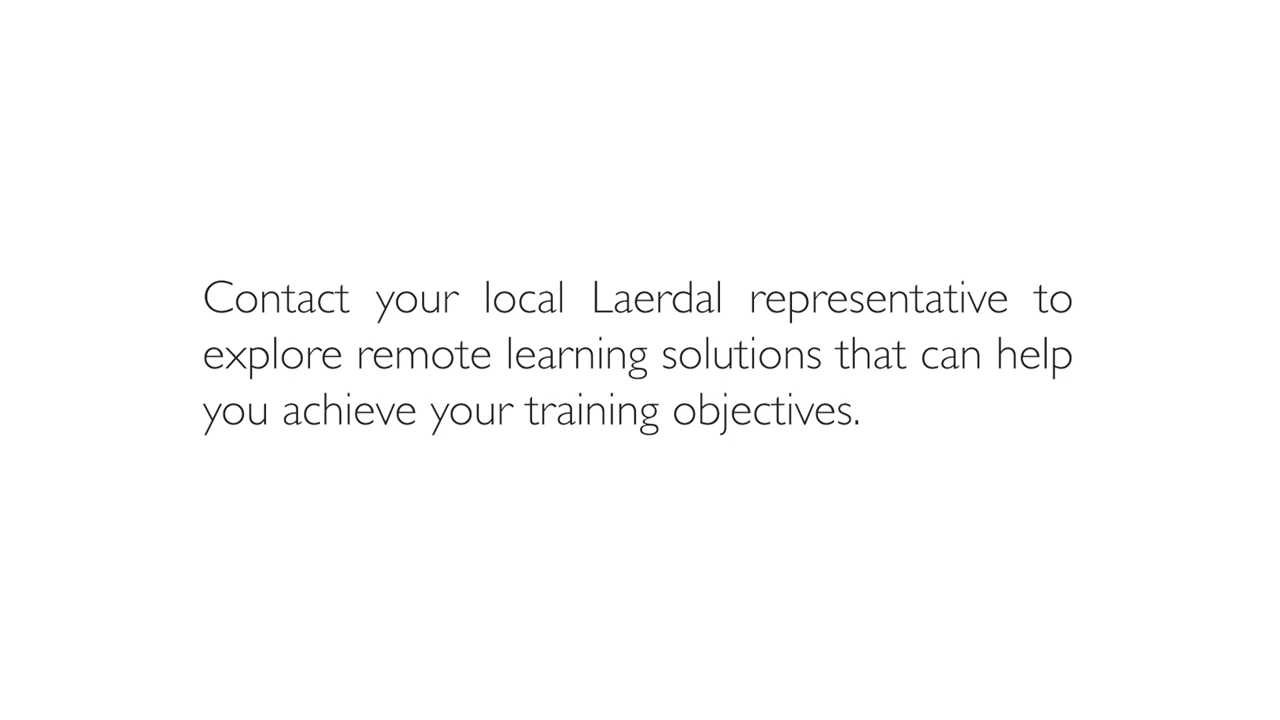 Contact your local Laerdal representative to
explore remote learning solutions that can help
you achieve your training objectives.